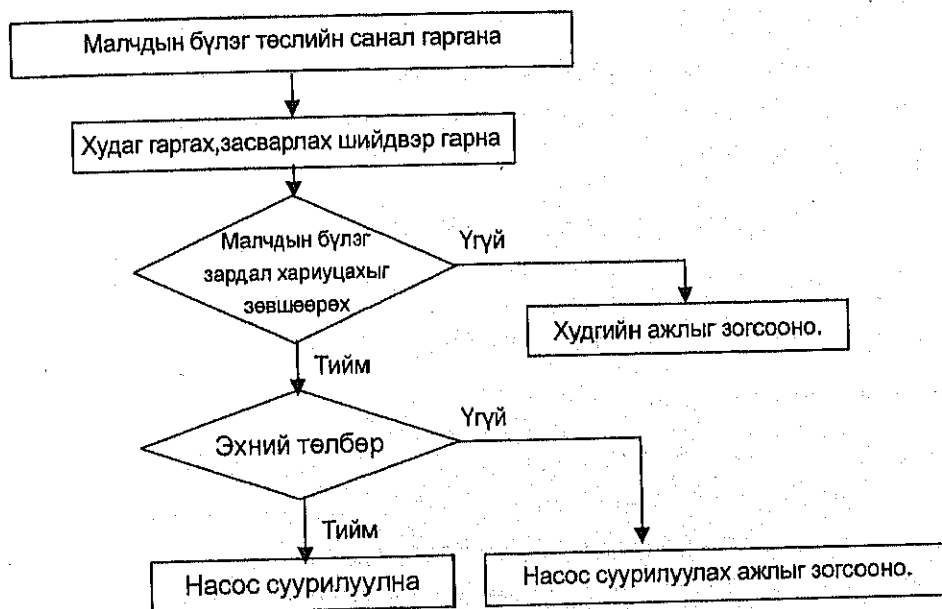 Малчдын бүлэг төслийн санал гаргана
Худаг гаргах,засварлах шийдвэр гарна
Малчдын бүлэг
зардал хариуцахыг
зөвшөөрөх
Үгүй
Худгийн ажлыг зогсооно.
Тийм
Эхний төлбөр
Үгүй
Тийм
Насос суурилуулна
Насос суурилуулах ажлыг зогсооно.